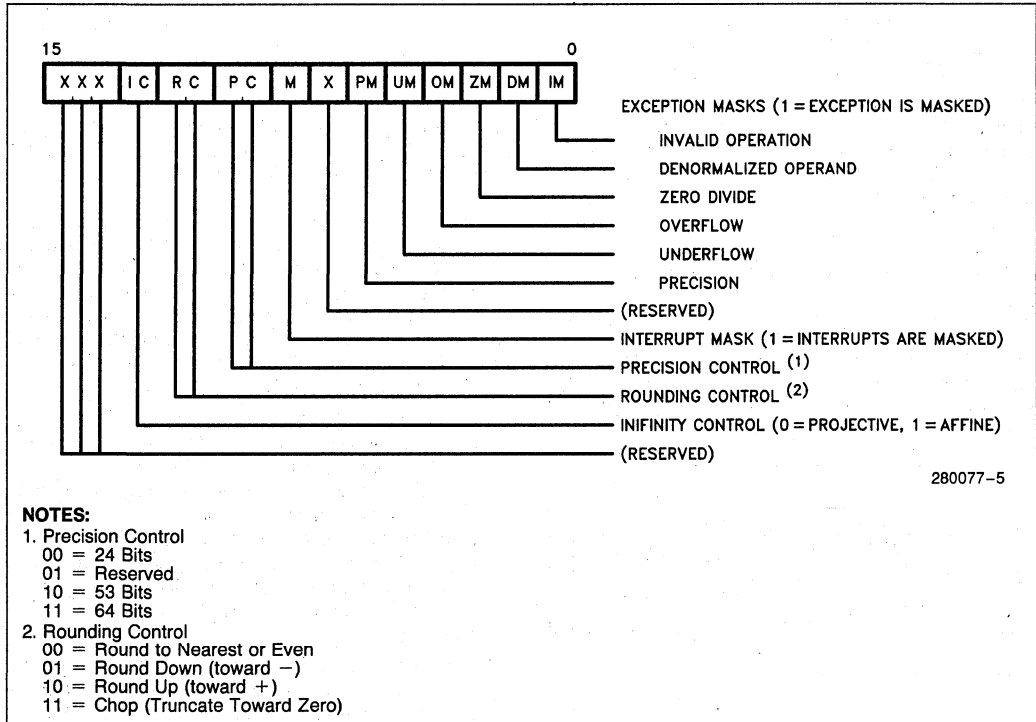 15 0
X X X I C R C P C M X PM UM OM ZM DM IM
EXCEPTION MASKS (1 = EXCEPTION IS MASKED)
INVALID OPERATION
DENORMALIZED OPERAND
ZERO DIVIDE
OVERFLOW
UNDERFLOW
PRECISION
(RESERVED)
INTERRUPT MASK (1 = INTERRUPTS ARE MASKED)
PRECISION CONTROL (1)
ROUNDING CONTROL (2)
INIFINITY CONTROL (0 = PROJECTIVE, 1 = AFFINE)
(RESERVED)
280077-5
NOTES:
1. Precision Control
00 = 24 Bits
01 = Reserved
10 = 53 Bits
11 = 64 Bits
2. Rounding Control
00 = Round to Nearest or Even
01 = Round Down (toward −)
10 = Round Up (toward +)
11 = Chop (Truncate Toward Zero)